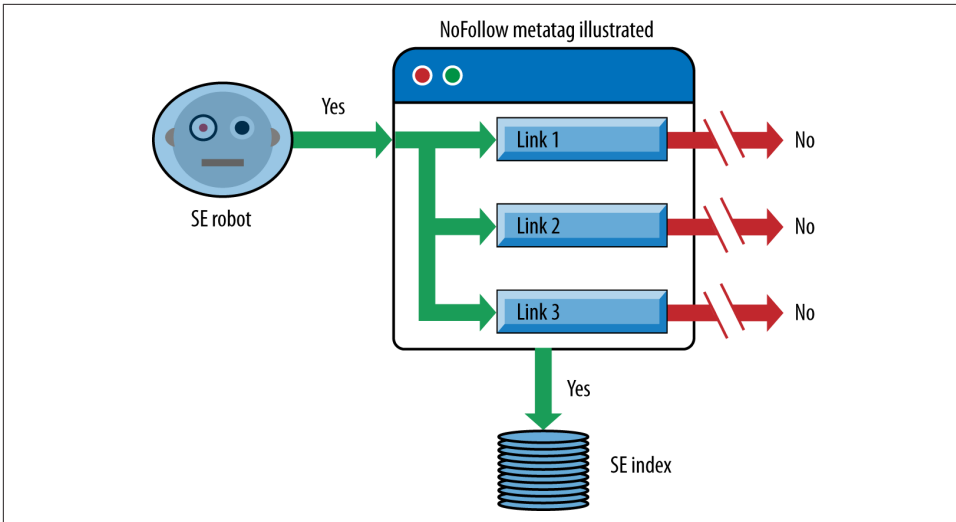 NoFollow metatag illustrated
Yes
Link 1
No
SE robot
Link 2
No
Link 3
No
Yes
SE index